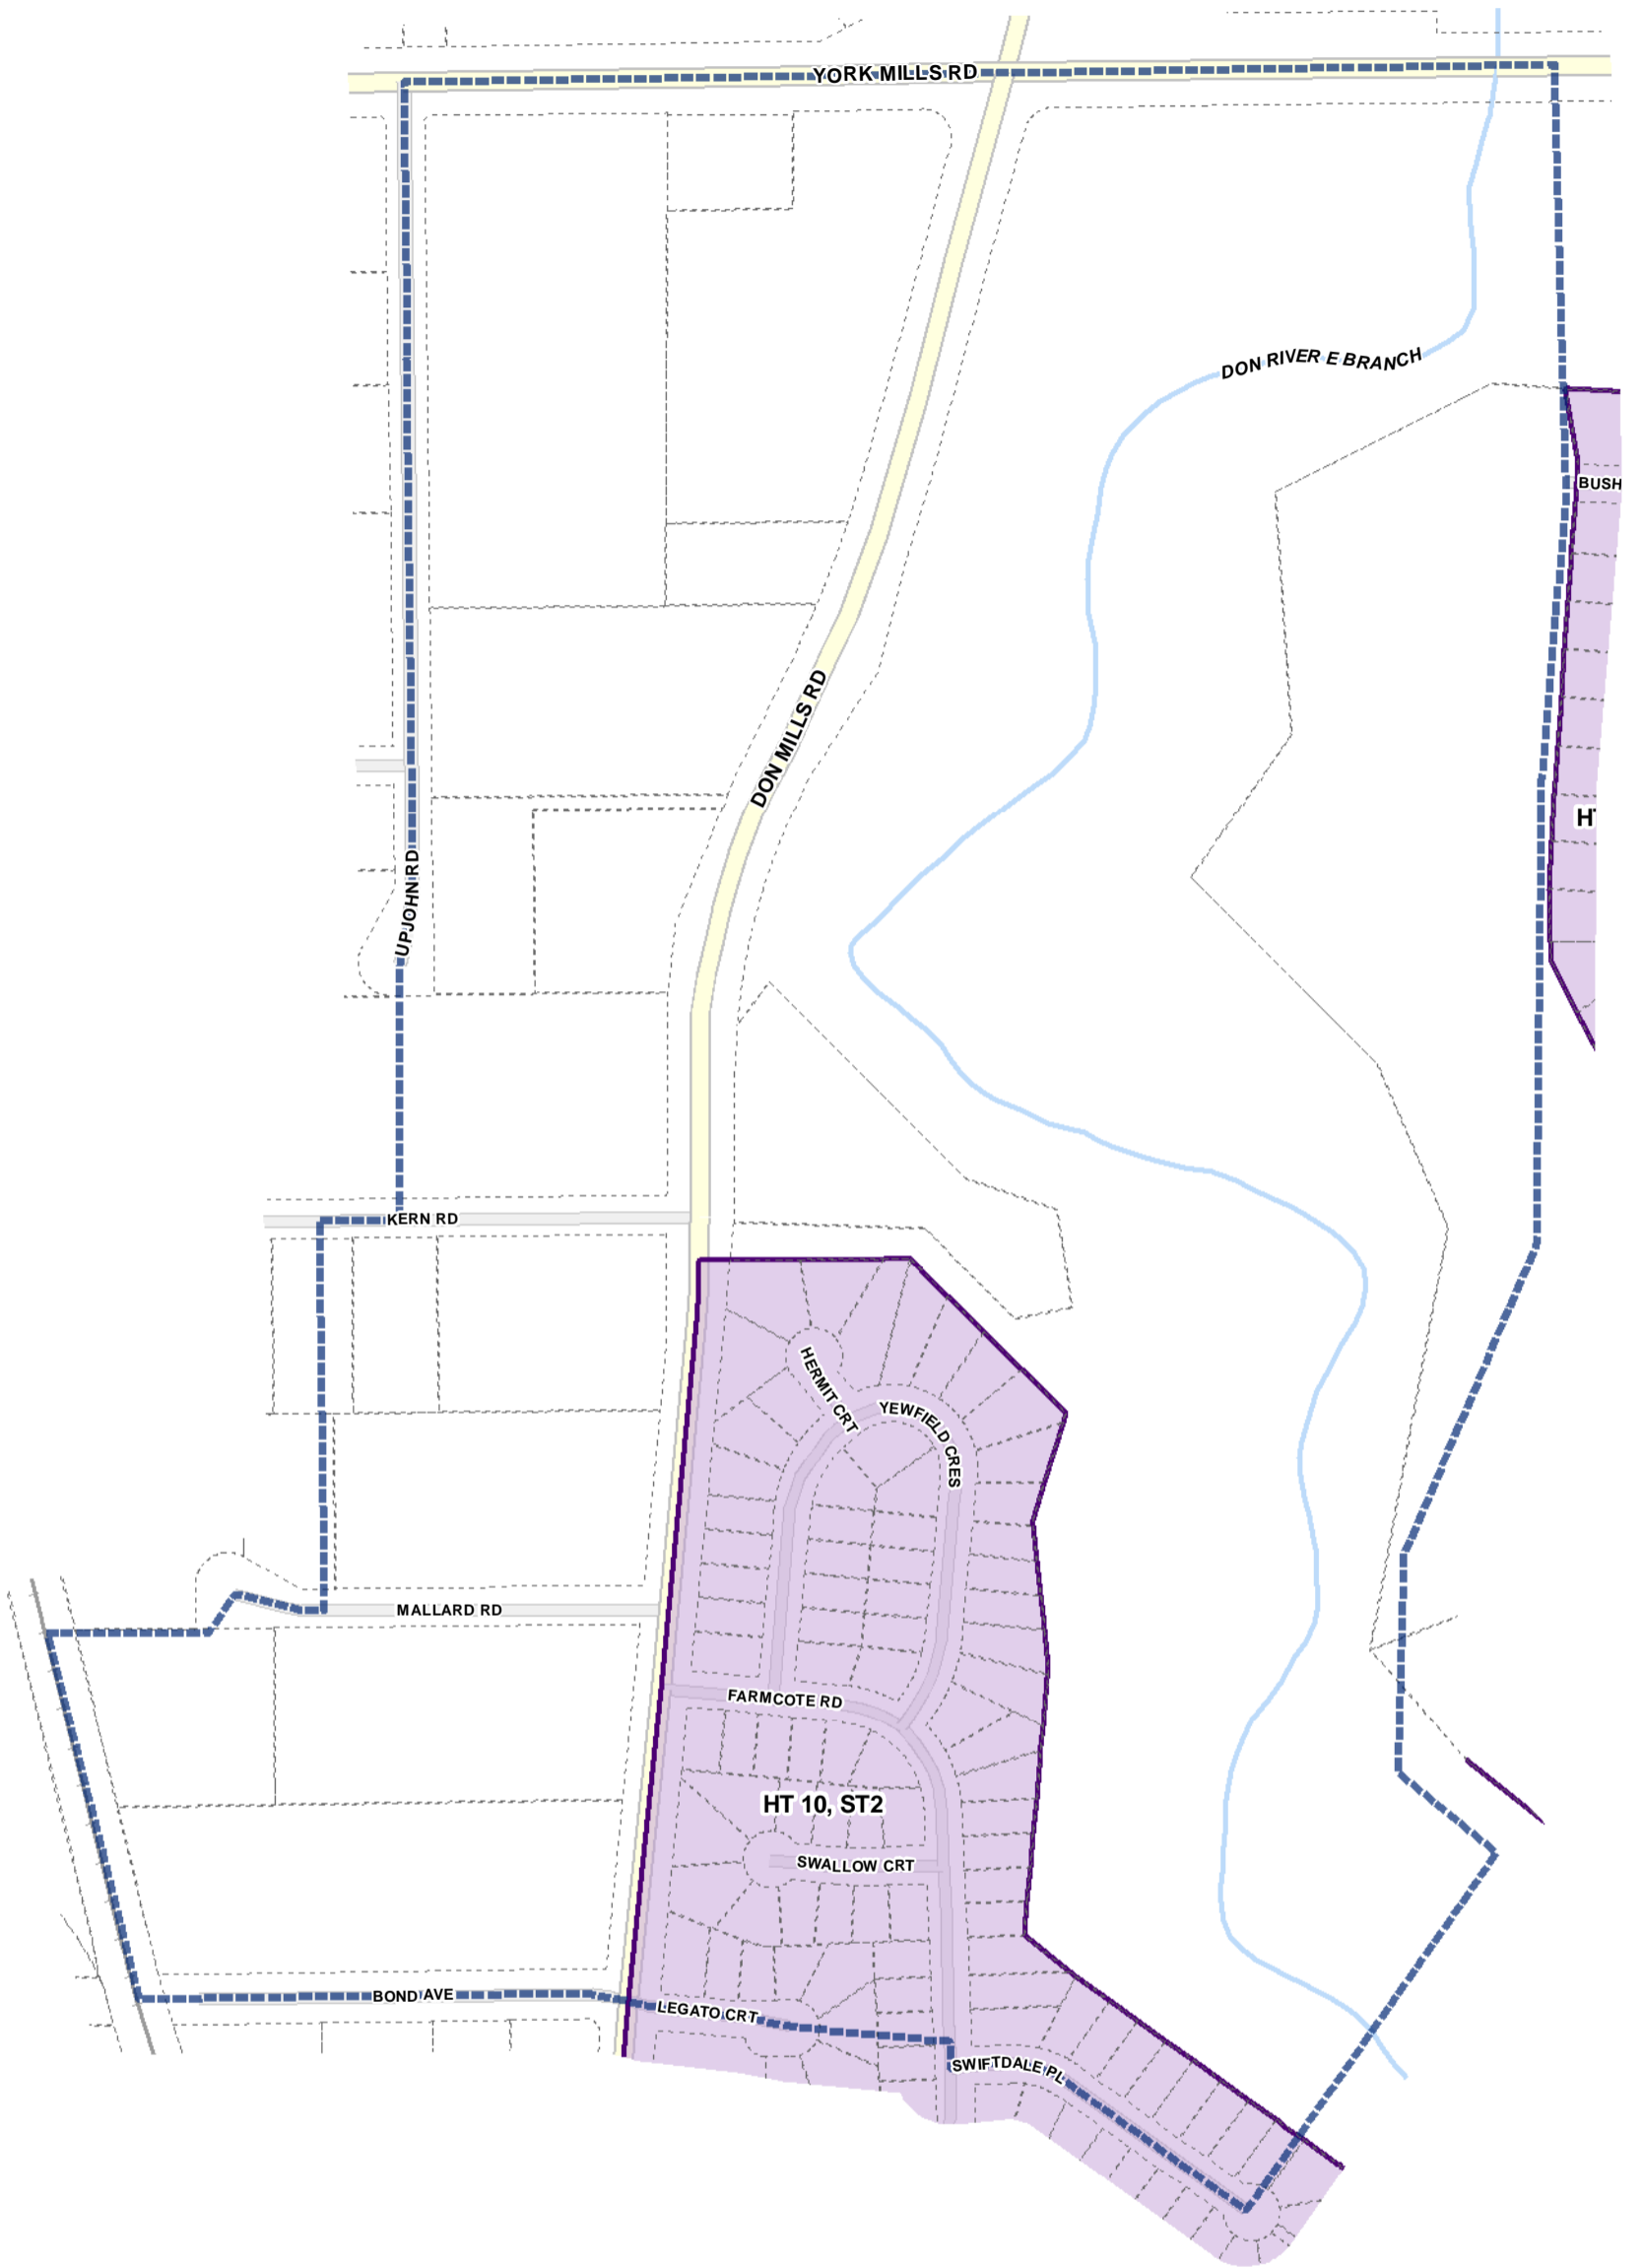 YORK MILLS RD
DON RIVER E BRANCH
BUSH
DON MILLS RD
HT
UPJOHN RD
KERN RD
HERMIT CRT
YEWFIELD CRES
MALLARD RD
FARMCOTE RD
HT 10, ST2
SWALLOW CRT
BOND AVE
LEGATO CRT
SWIFTDALE PL